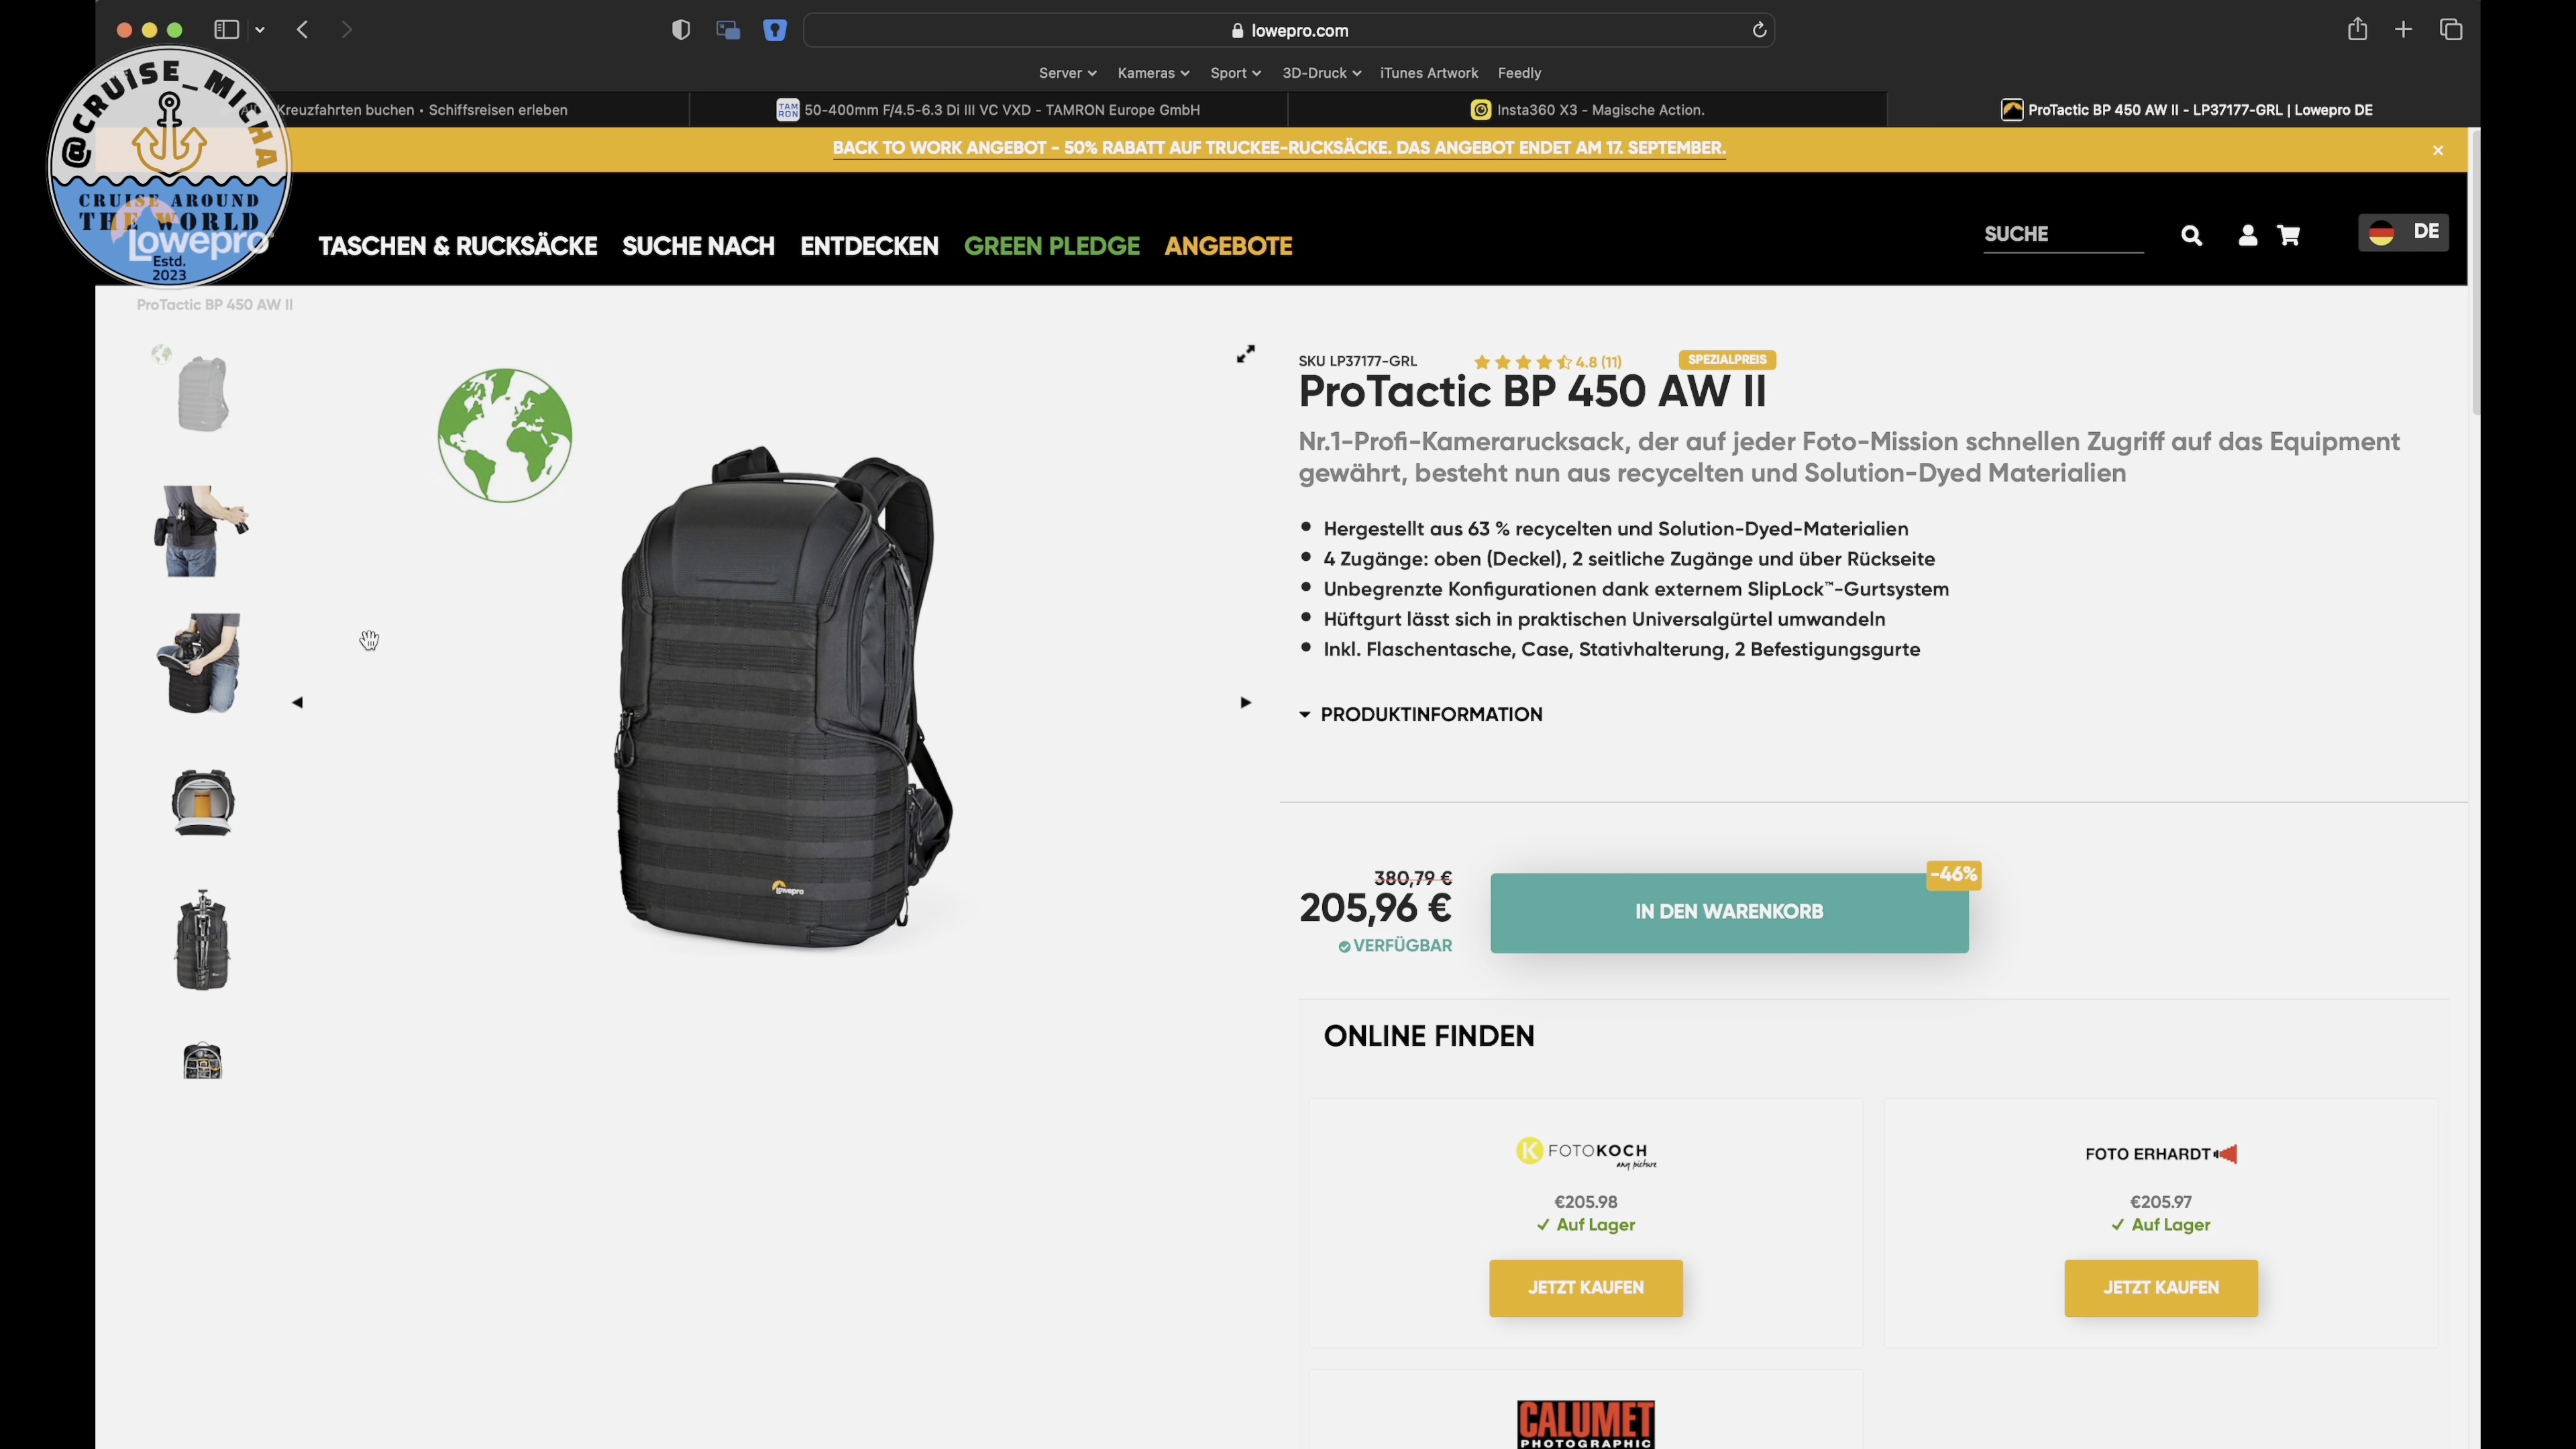 lowepro.com
Server
Kameras
Sport
3D-Druck
iTunes Artwork
Feedly
Kreuzfahrten buchen • Schiffsreisen erleben
TAMRON
50-400mm F/4.5-6.3 Di III VC VXD - TAMRON Europe GmbH
Insta360 X3 - Magische Action.
ProTactic BP 450 AW II - LP37177-GRL | Lowepro DE
@CRUISE_MICHA
CRUISE AROUND
THE WORLD
Estd.
2023
BACK TO WORK ANGEBOT - 50% RABATT AUF TRUCKEE-RUCKSÄCKE. DAS ANGEBOT ENDET AM 17. SEPTEMBER.
Lowepro
TASCHEN & RUCKSÄCKE
SUCHE NACH
ENTDECKEN
GREEN PLEDGE
ANGEBOTE
SUCHE
DE
ProTactic BP 450 AW II
SKU LP37177-GRL
4.8 (11)
SPEZIALPREIS
ProTactic BP 450 AW II
Nr.1-Profi-Kamerarucksack, der auf jeder Foto-Mission schnellen Zugriff auf das Equipment
gewährt, besteht nun aus recycelten und Solution-Dyed Materialien
• Hergestellt aus 63 % recycelten und Solution-Dyed-Materialien
• 4 Zugänge: oben (Deckel), 2 seitliche Zugänge und über Rückseite
• Unbegrenzte Konfigurationen dank externem SlipLock™-Gurtsystem
• Hüftgurt lässt sich in praktischen Universalgürtel umwandeln
• Inkl. Flaschentasche, Case, Stativhalterung, 2 Befestigungsgurte
PRODUKTINFORMATION
Lowepro
380,79 €
205,96 €
VERFÜGBAR
IN DEN WARENKORB
-46%
ONLINE FINDEN
K FOTOKOCH
any picture
€205.98
✓ Auf Lager
JETZT KAUFEN
FOTO ERHARDT
€205.97
✓ Auf Lager
JETZT KAUFEN
CALUMET
PHOTOGRAPHIC